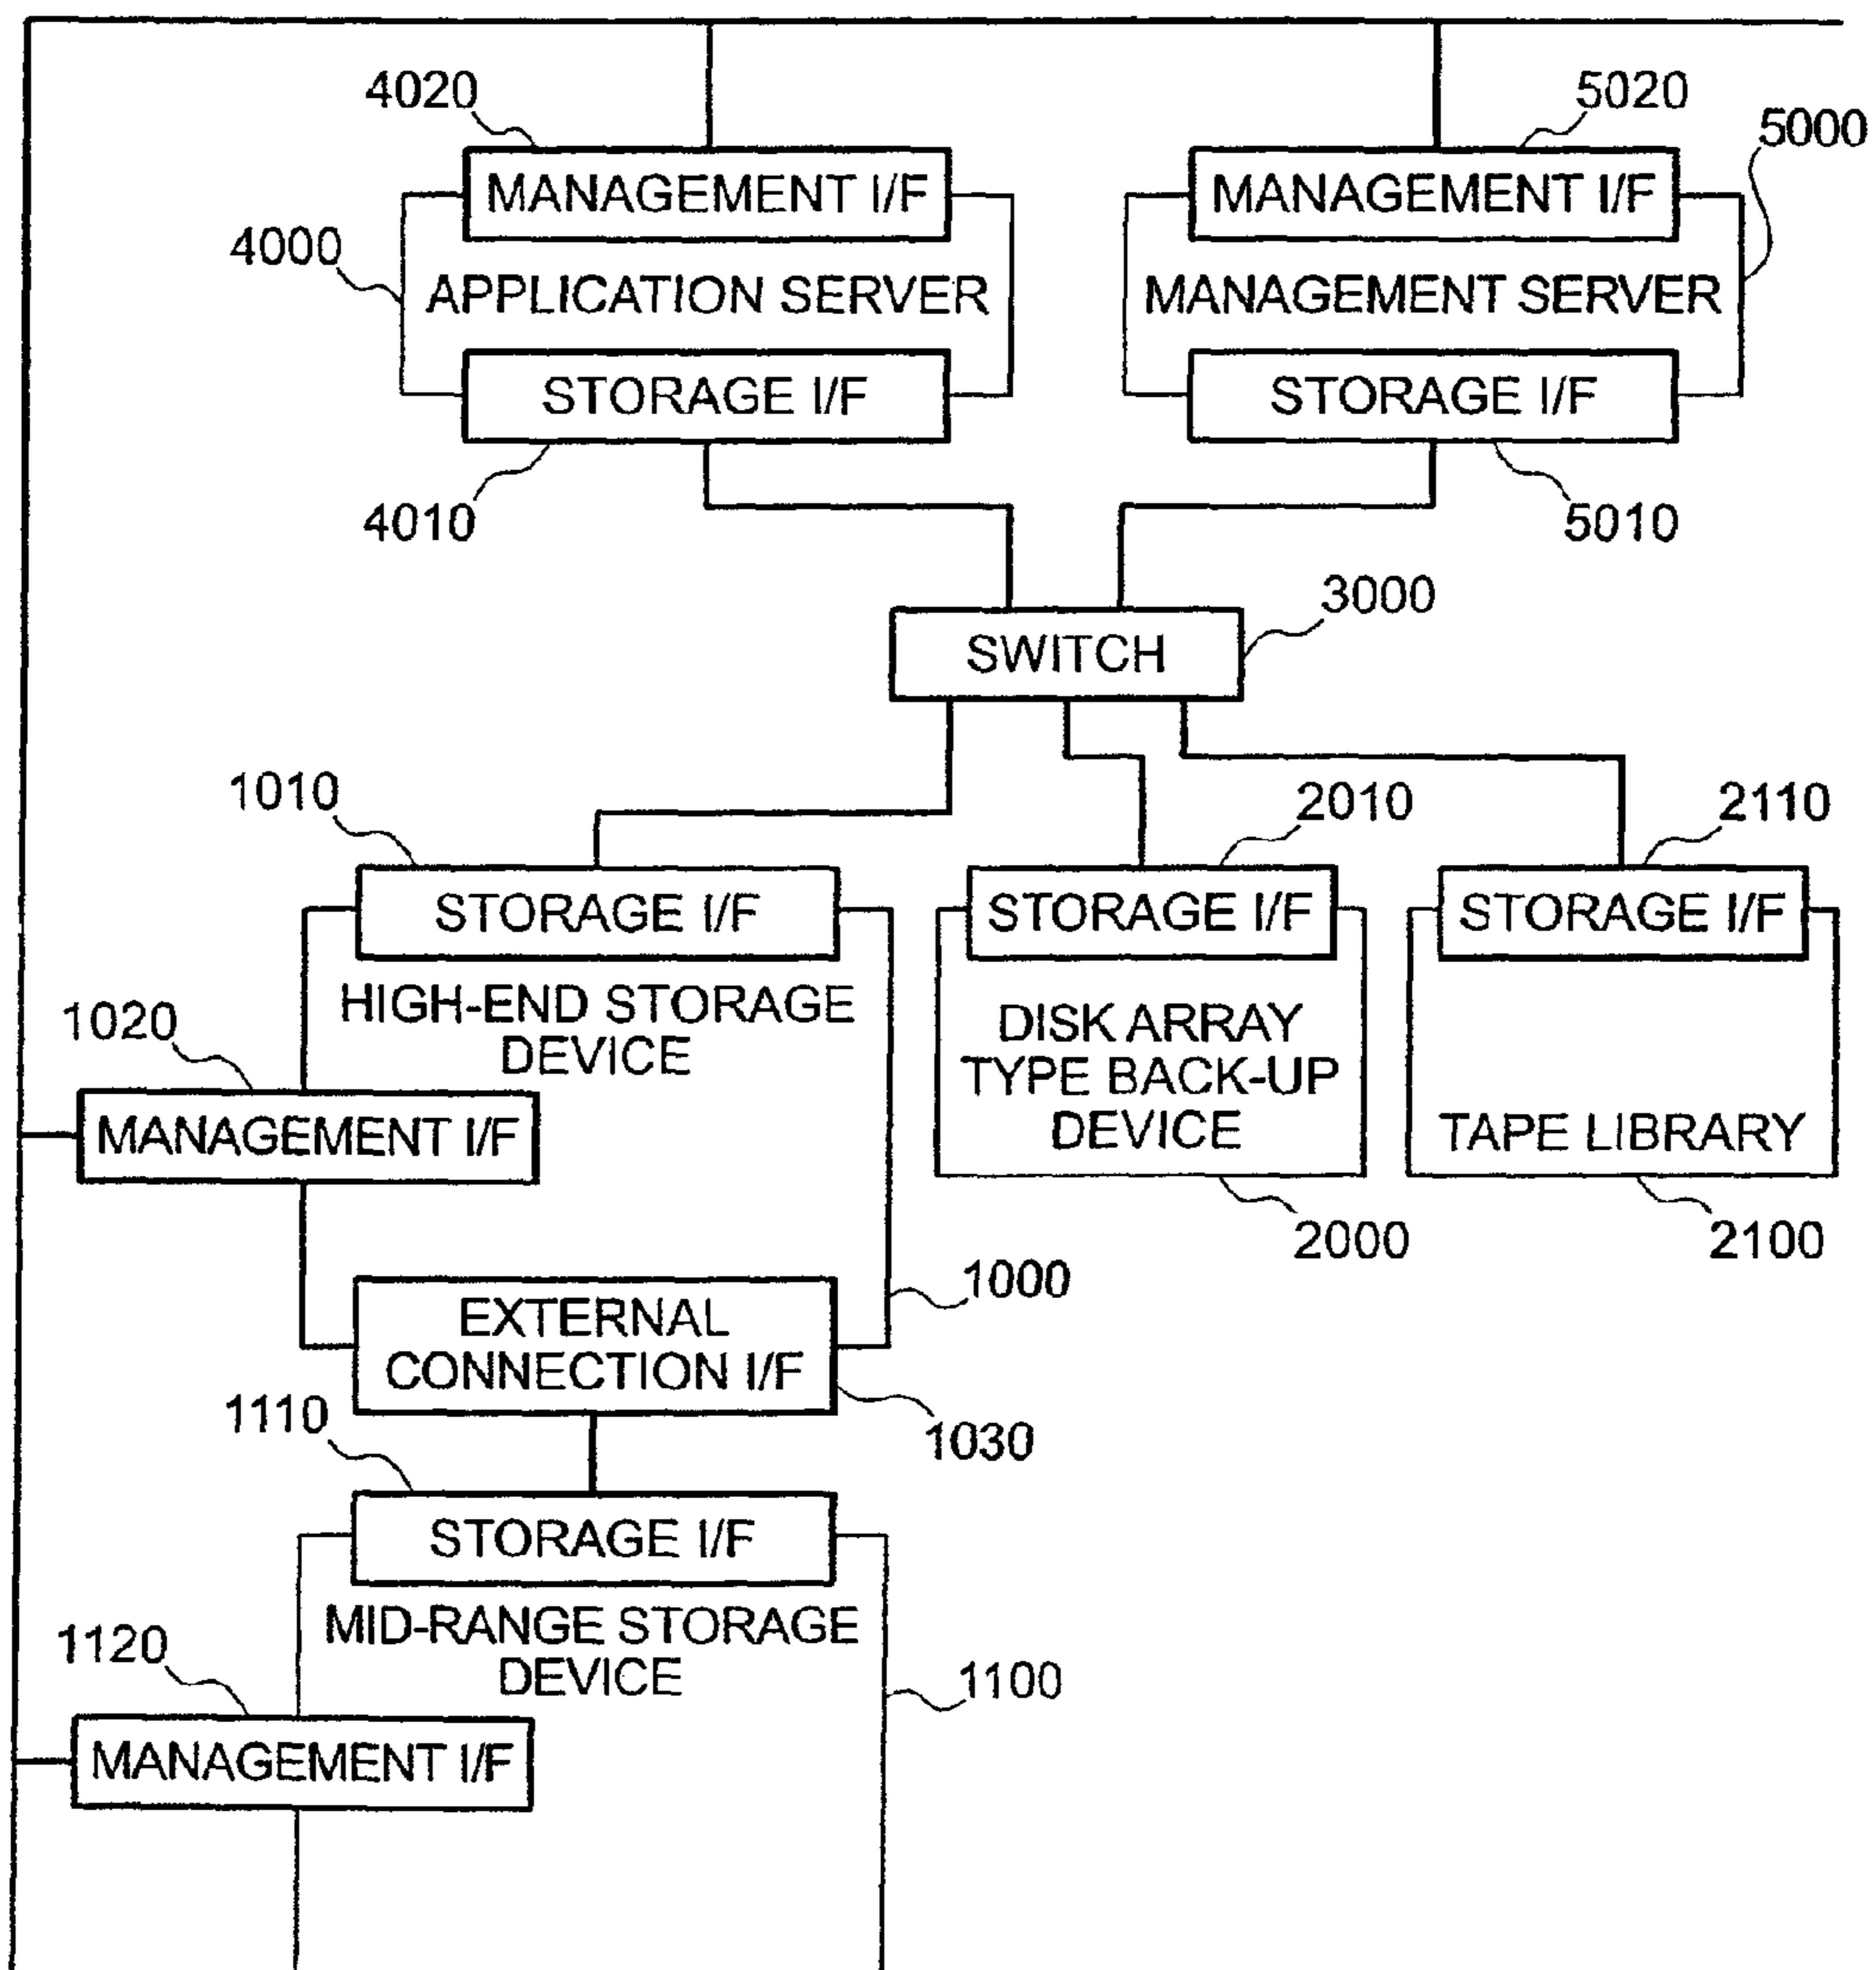 4020
5020
5000
MANAGEMENT I/F
MANAGEMENT I/F
4000
APPLICATION SERVER
MANAGEMENT SERVER
STORAGE I/F
STORAGE I/F
4010
5010
3000
SWITCH
1010
2010
2110
STORAGE I/F
STORAGE I/F
STORAGE I/F
HIGH-END STORAGE
DEVICE
1020
DISK ARRAY
TYPE BACK-UP
DEVICE
TAPE LIBRARY
MANAGEMENT I/F
2000
2100
1000
EXTERNAL
CONNECTION I/F
1110
1030
STORAGE I/F
MID-RANGE STORAGE
DEVICE
1120
1100
MANAGEMENT I/F